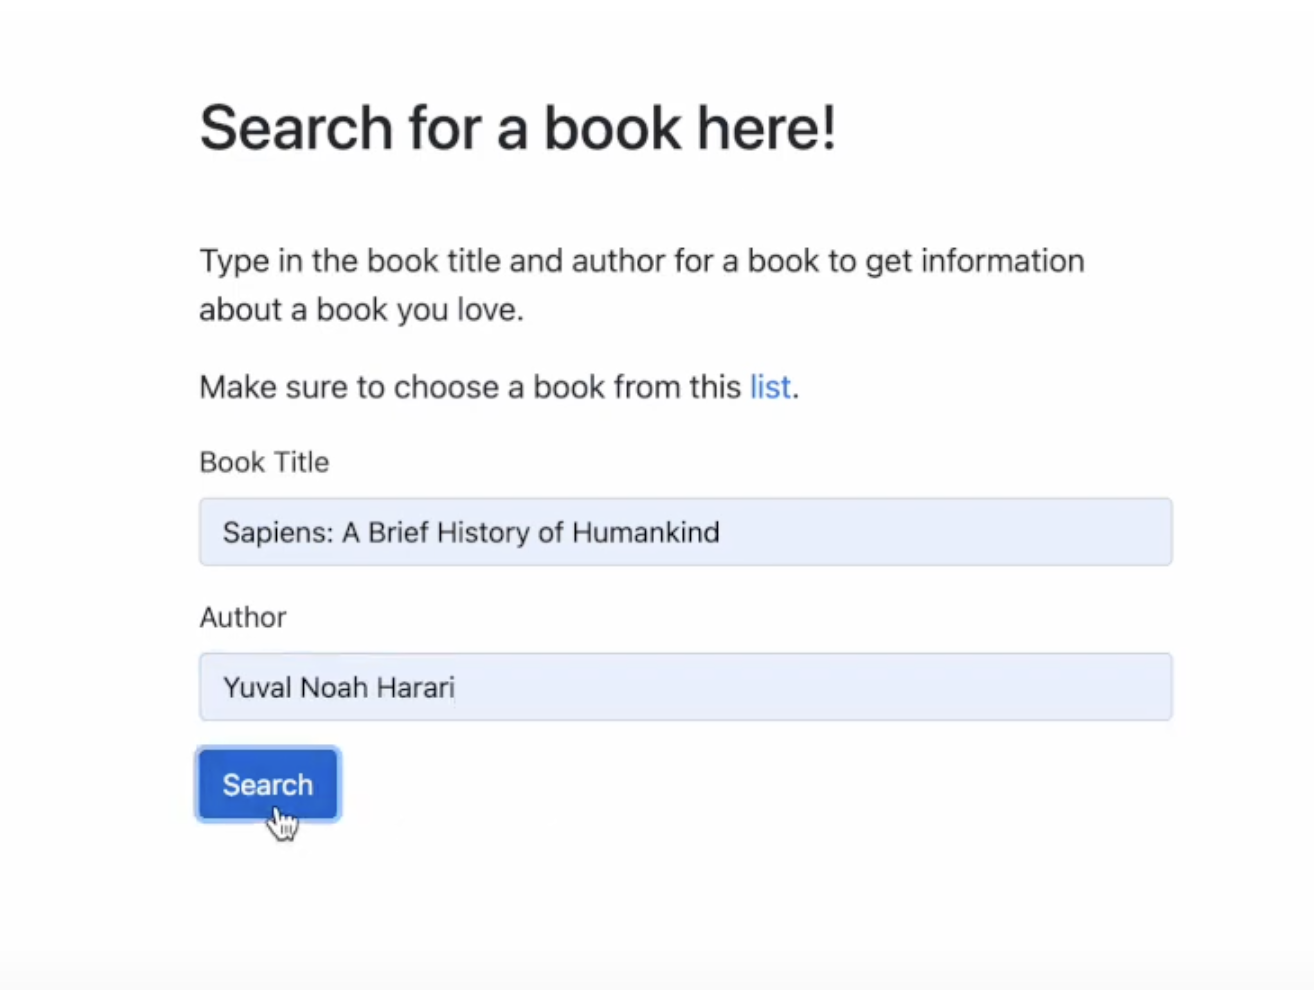 Search for a book here!
Type in the book title and author for a book to get information
about a book you love.
Make sure to choose a book from this list.
Book Title
Sapiens: A Brief History of Humankind
Author
Yuval Noah Harari
Search